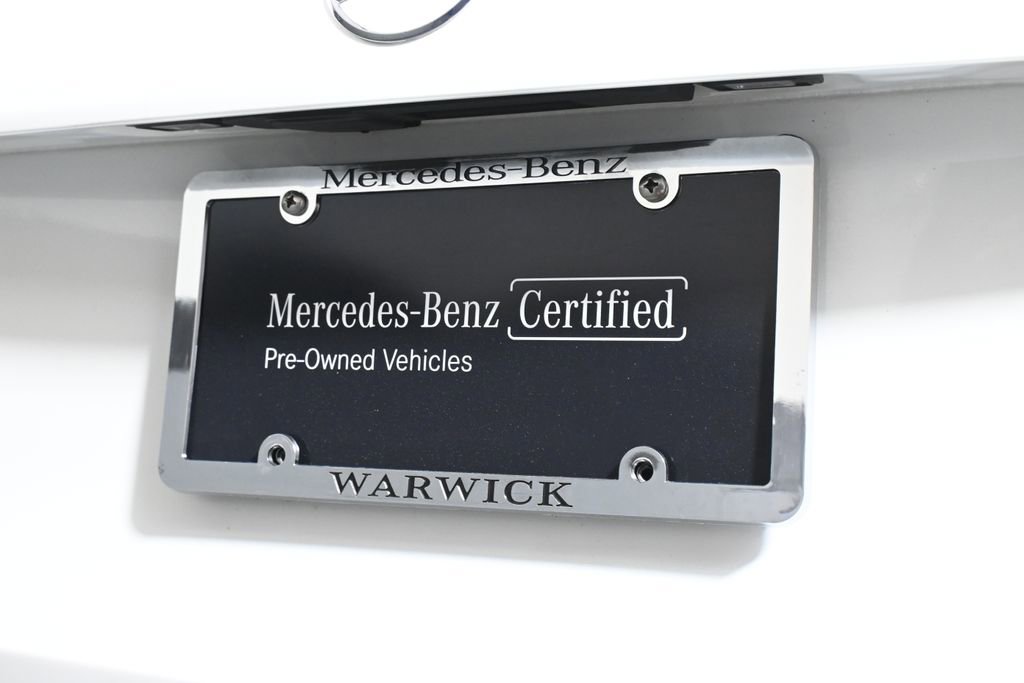 Mercedes-Benz
Mercedes-Benz Certified
Pre-Owned Vehicles
WARWICK